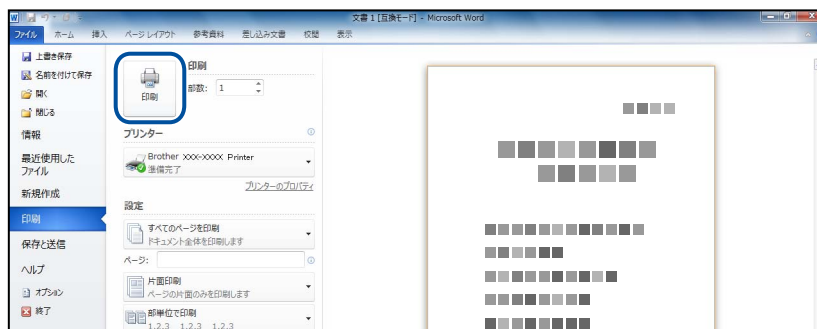 文書 1 [互換モード] - Microsoft Word
ファイル ホーム 挿入 ページ レイアウト 参考資料 差し込み文書 校閲 表示
上書き保存
名前を付けて保存
開く
閉じる
情報
最近使用した
ファイル
新規作成
印刷
保存と送信
ヘルプ
オプション
終了
印刷
印刷
部数: 1
プリンター
Brother XXX-XXXX Printer
準備完了
プリンターのプロパティ
設定
すべてのページを印刷
ドキュメント全体を印刷します
ページ:
片面印刷
ページの片面のみを印刷します
部単位で印刷
1,2,3 1,2,3 1,2,3